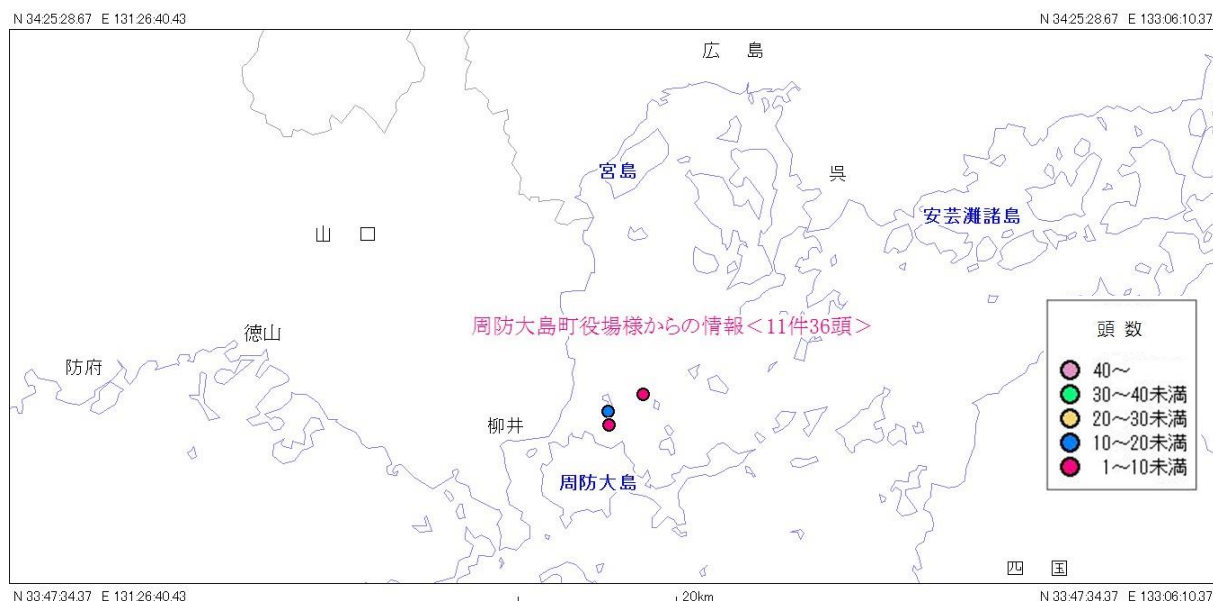 N 34:25:28.67 E 131:26:40.43
N 34:25:28.67 E 133:06:10.37
広 島
宮島
呉
安芸灘諸島
山 口
周防大島町役場様からの情報<11件36頭>
徳山
防府
柳井
周防大島
四 国
頭 数
40～
30～40未満
20～30未満
10～20未満
1～10未満
N 33:47:34.37 E 131:26:40.43
20km
N 33:47:34.37 E 133:06:10.37